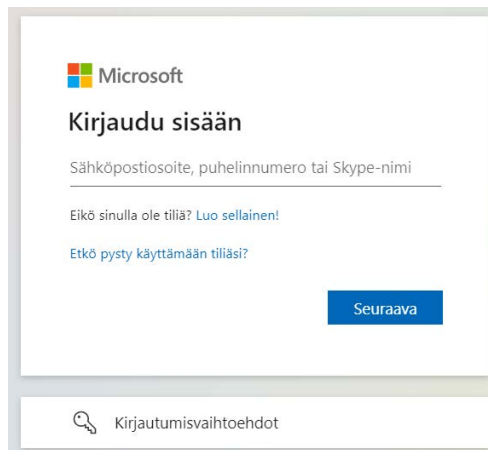 Microsoft
Kirjaudu sisään
Sähköpostiosoite, puhelinnumero tai Skype-nimi
Eikö sinulla ole tiliä? Luo sellainen!
Etkö pysty käyttämään tiliäsi?
Seuraava
Kirjautumisvaihtoehdot